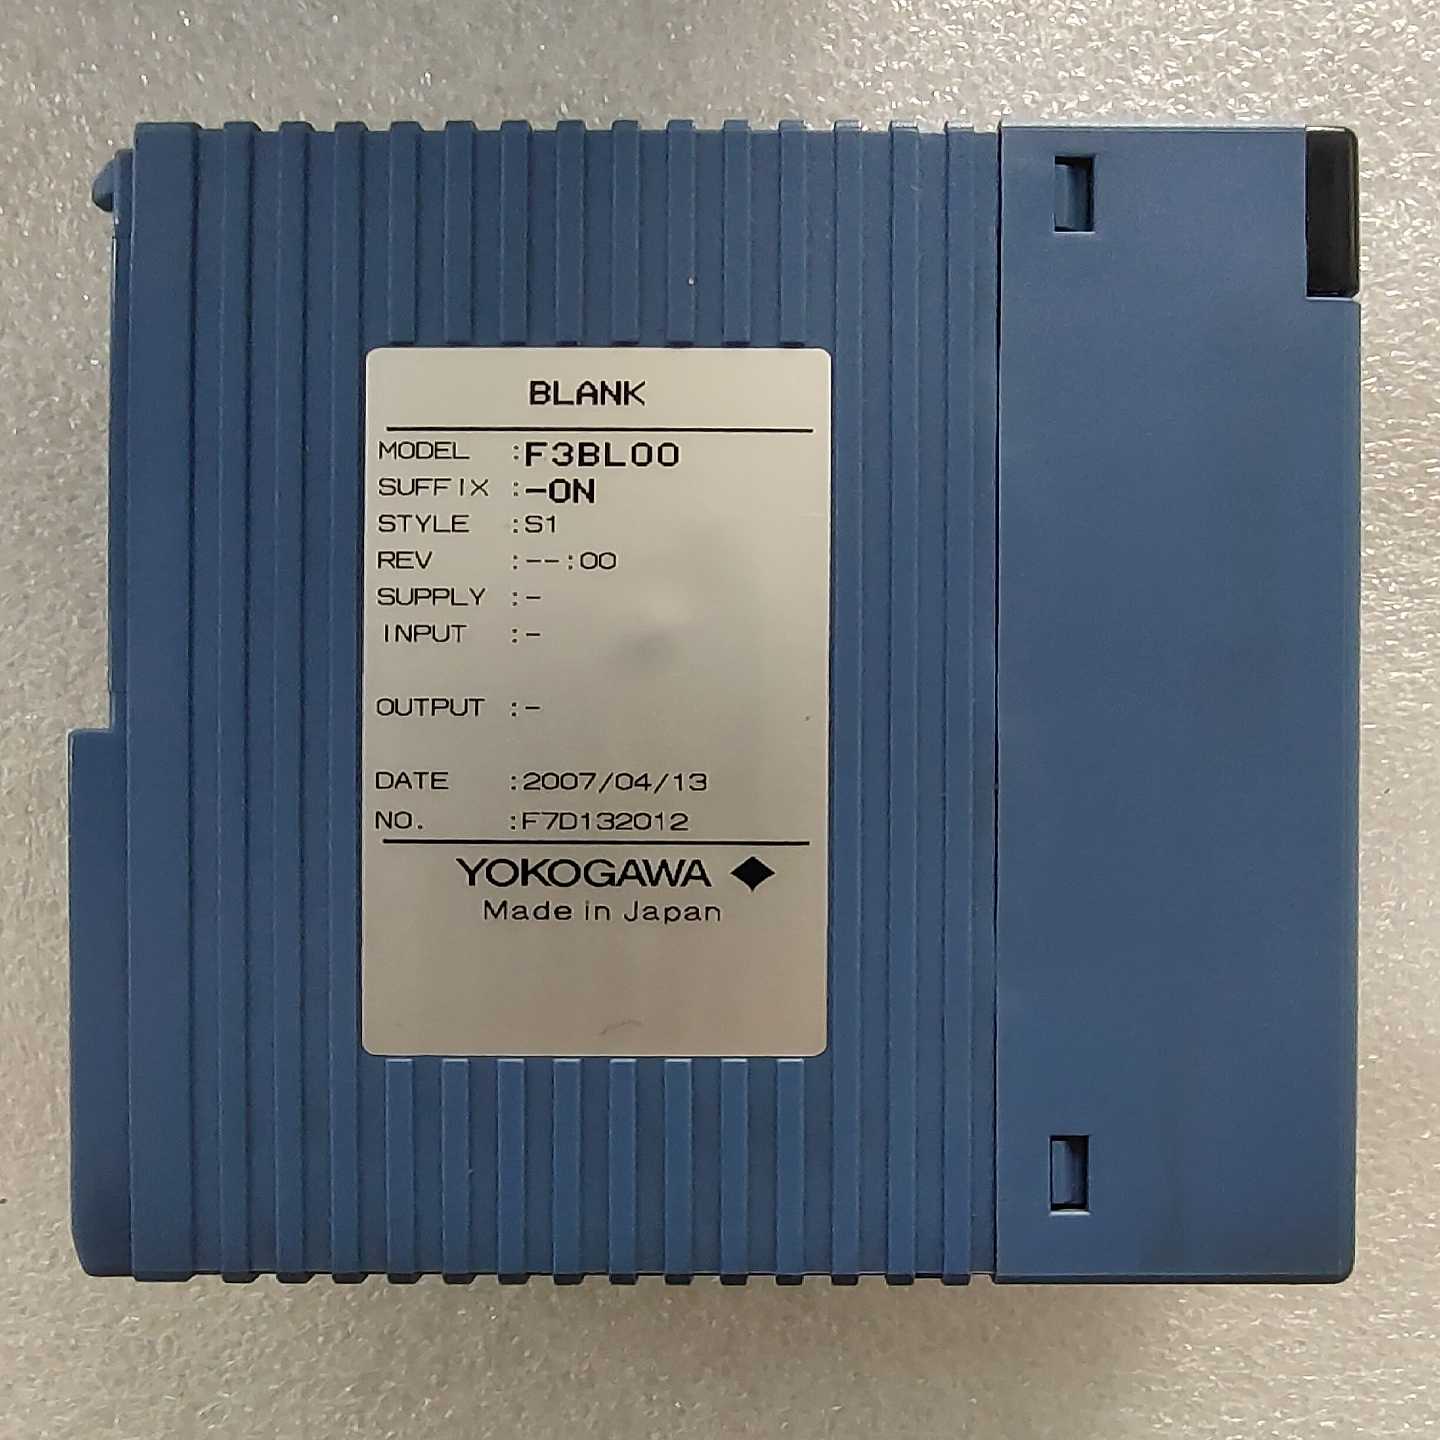 BLANK
MODEL :F3BL00
SUFFIX :-0N
STYLE :S1
REV :--:00
SUPPLY :-
INPUT :-
OUTPUT :-
DATE :2007/04/13
NO. :F7D132012
YOKOGAWA
Made in Japan